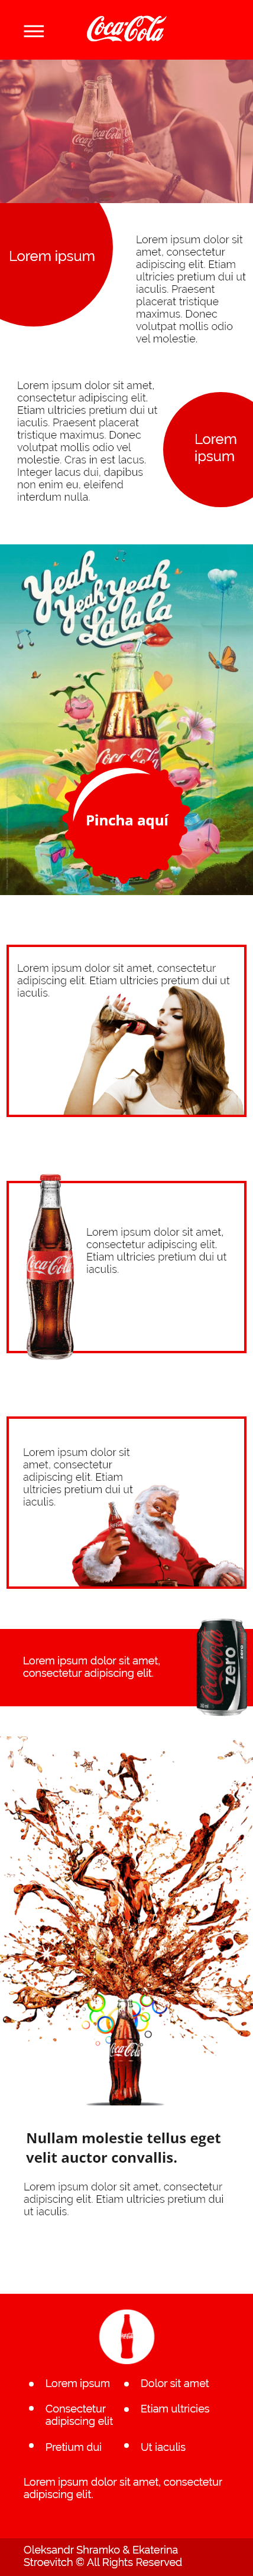 Coca-Cola
Coca-Cola
Lorem ipsum
Lorem ipsum dolor sit
amet, consectetur
adipiscing elit. Etiam
ultricies pretium dui ut
iaculis. Praesent
placerat tristique
maximus. Donec
volutpat mollis odio
vel molestie.
Lorem ipsum dolor sit amet,
consectetur adipiscing elit.
Etiam ultricies pretium dui ut
iaculis. Praesent placerat
tristique maximus. Donec
volutpat mollis odio vel
molestie. Cras in est lacus.
Integer lacus dui, dapibus
non enim eu, eleifend
interdum nulla.
Lorem
ipsum
Yeah
Yeah yeah
La la la
Coca-Cola
Pincha aquí
Lorem ipsum dolor sit amet, consectetur
adipiscing elit. Etiam ultricies pretium dui ut
iaculis.
Coca-Cola
Lorem ipsum dolor sit amet,
consectetur adipiscing elit.
Etiam ultricies pretium dui ut
iaculis.
Lorem ipsum dolor sit
amet, consectetur
adipiscing elit. Etiam
ultricies pretium dui ut
iaculis.
Lorem ipsum dolor sit amet,
consectetur adipiscing elit.
Coca-Cola
zero
Coca-Cola
Nullam molestie tellus eget
velit auctor convallis.
Lorem ipsum dolor sit amet, consectetur
adipiscing elit. Etiam ultricies pretium dui
ut iaculis.
Lorem ipsum
Dolor sit amet
Consectetur
adipiscing elit
Etiam ultricies
Pretium dui
Ut iaculis
Lorem ipsum dolor sit amet, consectetur
adipiscing elit.
Oleksandr Shramko & Ekaterina
Stroevitch © All Rights Reserved